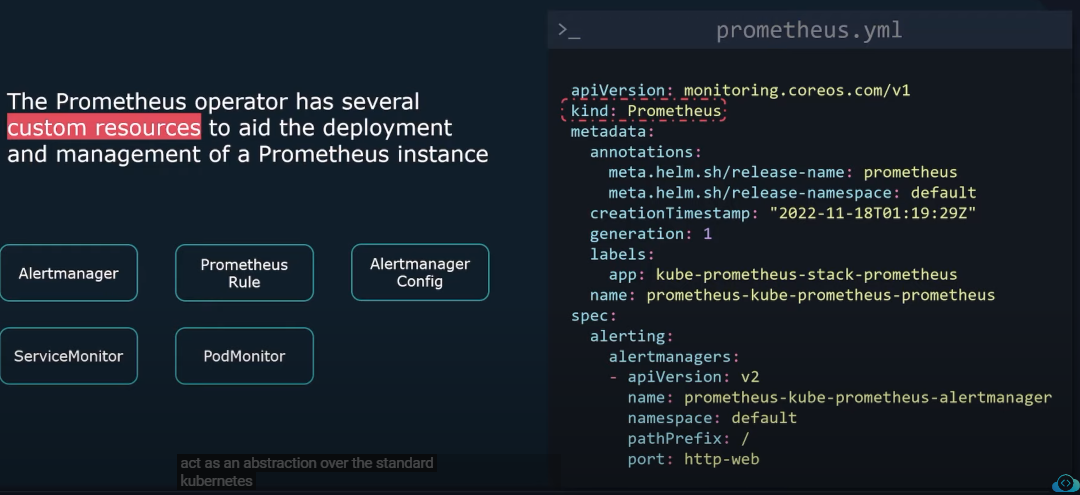 The Prometheus operator has several
custom resources to aid the deployment
and management of a Prometheus instance
Alertmanager
Prometheus
Rule
Alertmanager
Config
ServiceMonitor
PodMonitor
act as an abstraction over the standard
kubernetes
>_ prometheus.yml
apiVersion: monitoring.coreos.com/v1
kind: Prometheus
metadata:
  annotations:
    meta.helm.sh/release-name: prometheus
    meta.helm.sh/release-namespace: default
  creationTimestamp: "2022-11-18T01:19:29Z"
  generation: 1
  labels:
    app: kube-prometheus-stack-prometheus
  name: prometheus-kube-prometheus-prometheus
spec:
  alerting:
    alertmanagers:
    - apiVersion: v2
      name: prometheus-kube-prometheus-alertmanager
      namespace: default
      pathPrefix: /
      port: http-web